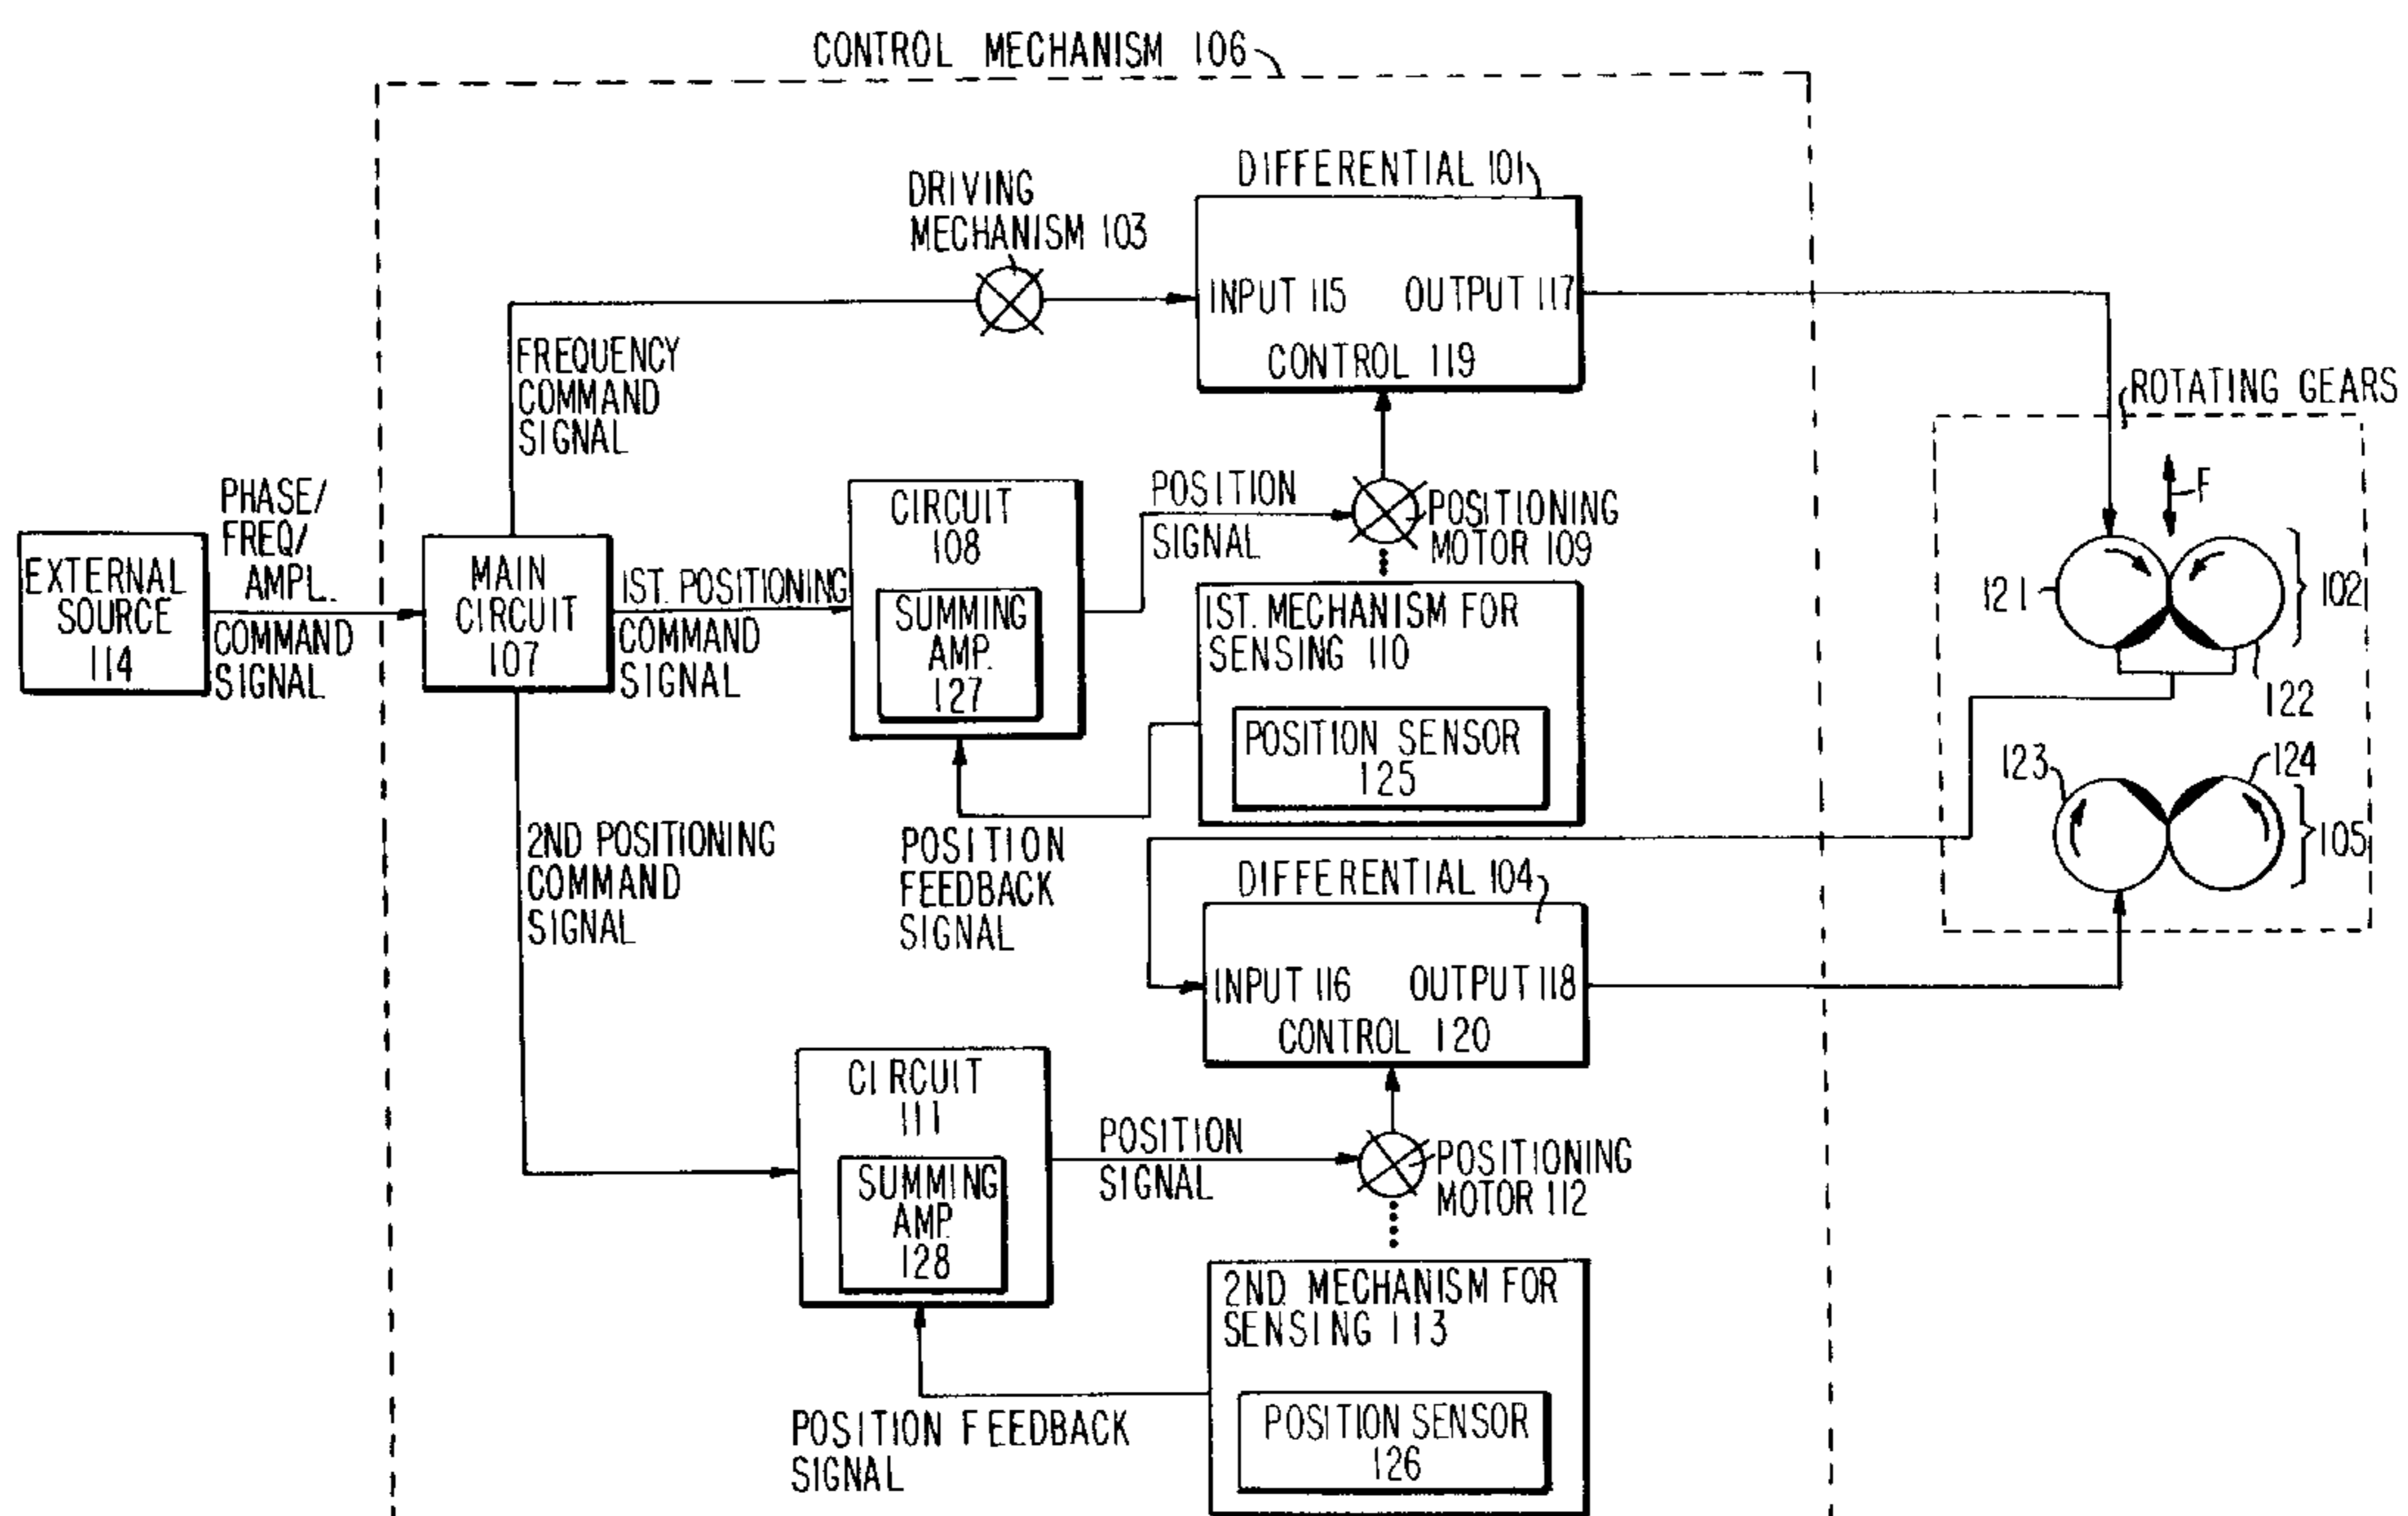 CONTROL MECHANISM 106
DIFFERENTIAL 101
DRIVING
MECHANISM 103
INPUT 115 OUTPUT 117
CONTROL 119
FREQUENCY
COMMAND
SIGNAL
ROTATING GEARS
F
PHASE/
FREQ/
AMPL.
COMMAND
SIGNAL
EXTERNAL
SOURCE
114
MAIN
CIRCUIT
107
1ST. POSITIONING
COMMAND
SIGNAL
CIRCUIT
108
SUMMING
AMP.
127
POSITION
SIGNAL
POSITIONING
MOTOR 109
1ST. MECHANISM FOR
SENSING 110
POSITION SENSOR
125
121
102
122
123
124
105
2ND POSITIONING
COMMAND
SIGNAL
POSITION
FEEDBACK
SIGNAL
DIFFERENTIAL 104
INPUT 116 OUTPUT 118
CONTROL 120
CIRCUIT
111
SUMMING
AMP.
128
POSITION
SIGNAL
POSITIONING
MOTOR 112
2ND. MECHANISM FOR
SENSING 113
POSITION SENSOR
126
POSITION FEEDBACK
SIGNAL